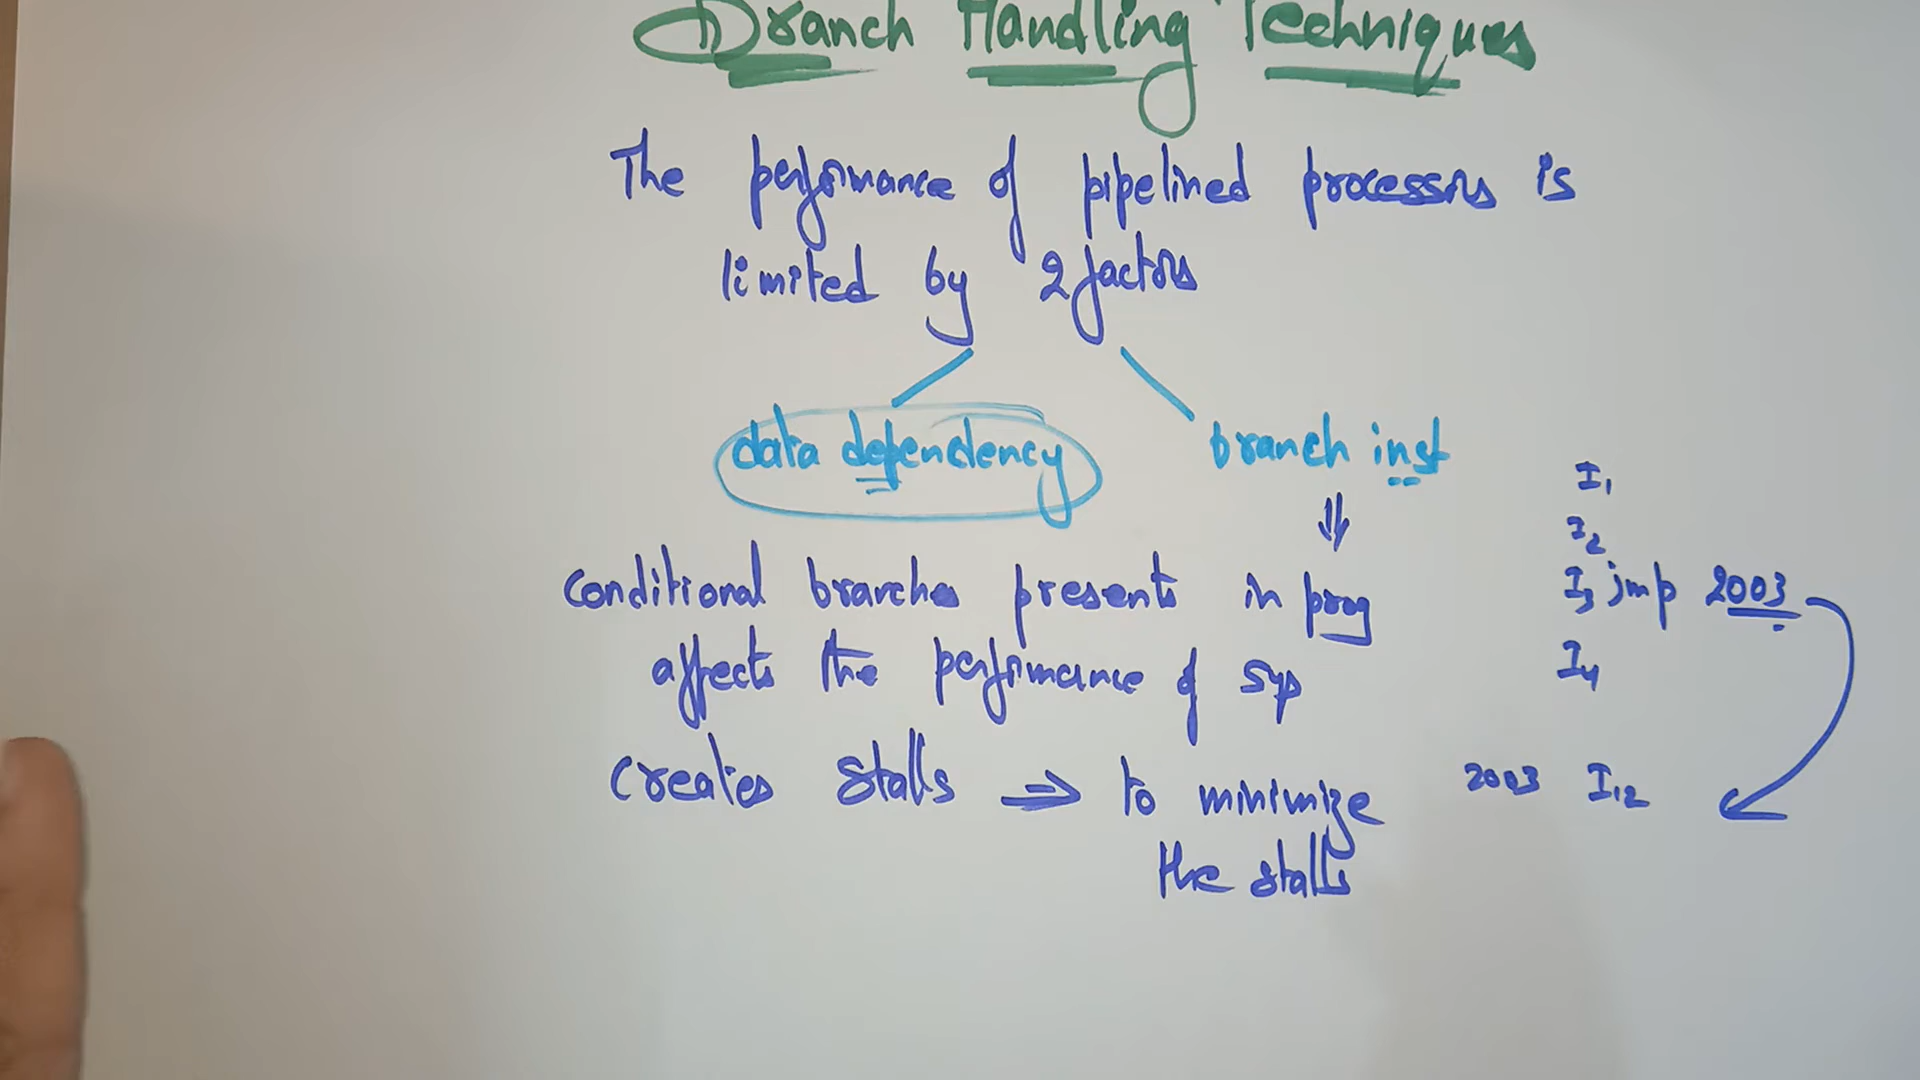 Branch Handling Techniques
The performance of pipelined processors is
limited by 2 factors
data dependency branch inst
conditional branches presents in prog
affects the performance of sys
creates stalls ⇒ to minimize
the stalls
I1
I2
I3 jmp 2003
I4
2003 I12